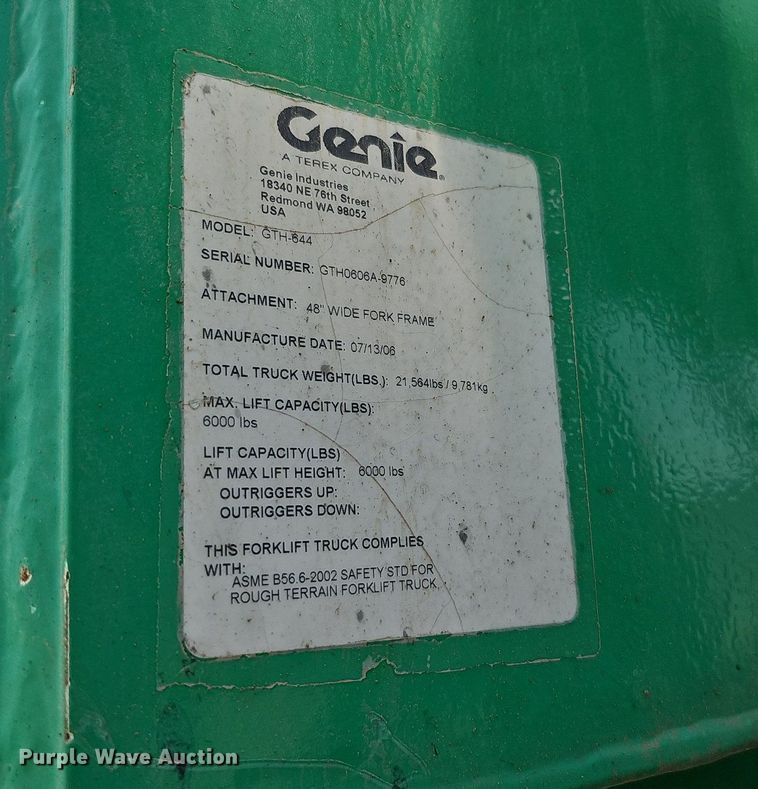 Genie
A TEREX COMPANY
Genie Industries
18340 NE 76th Street
Redmond WA 98052
USA
MODEL: GTH-644
SERIAL NUMBER: GTH0606A-9776
ATTACHMENT: 48" WIDE FORK FRAME
MANUFACTURE DATE: 07/13/06
TOTAL TRUCK WEIGHT(LBS.): 21,564lbs / 9,781kg
MAX. LIFT CAPACITY(LBS):
6000 lbs
LIFT CAPACITY(LBS)
AT MAX LIFT HEIGHT: 6000 lbs
OUTRIGGERS UP:
OUTRIGGERS DOWN:
THIS FORKLIFT TRUCK COMPLIES
WITH:
ASME B56.6-2002 SAFETY STD FOR
ROUGH TERRAIN FORKLIFT TRUCK
Purple Wave Auction